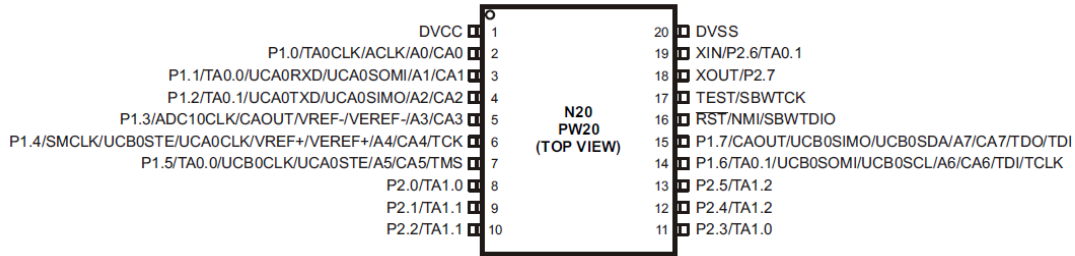 DVCC 1 20 DVSS
P1.0/TA0CLK/ACLK/A0/CA0 2 19 XIN/P2.6/TA0.1
P1.1/TA0.0/UCA0RXD/UCA0SOMI/A1/CA1 3 18 XOUT/P2.7
P1.2/TA0.1/UCA0TXD/UCA0SIMO/A2/CA2 4 17 TEST/SBWTCK
P1.3/ADC10CLK/CAOUT/VREF-/VEREF-/A3/CA3 5 N20 16 RST/NMI/SBWTDIO
P1.4/SMCLK/UCB0STE/UCA0CLK/VREF+/VEREF+/A4/CA4/TCK 6 PW20 15 P1.7/CAOUT/UCB0SIMO/UCB0SDA/A7/CA7/TDO/TDI
(TOP VIEW)
P1.5/TA0.0/UCB0CLK/UCA0STE/A5/CA5/TMS 7 14 P1.6/TA0.1/UCB0SOMI/UCB0SCL/A6/CA6/TDI/TCLK
P2.0/TA1.0 8 13 P2.5/TA1.2
P2.1/TA1.1 9 12 P2.4/TA1.2
P2.2/TA1.1 10 11 P2.3/TA1.0